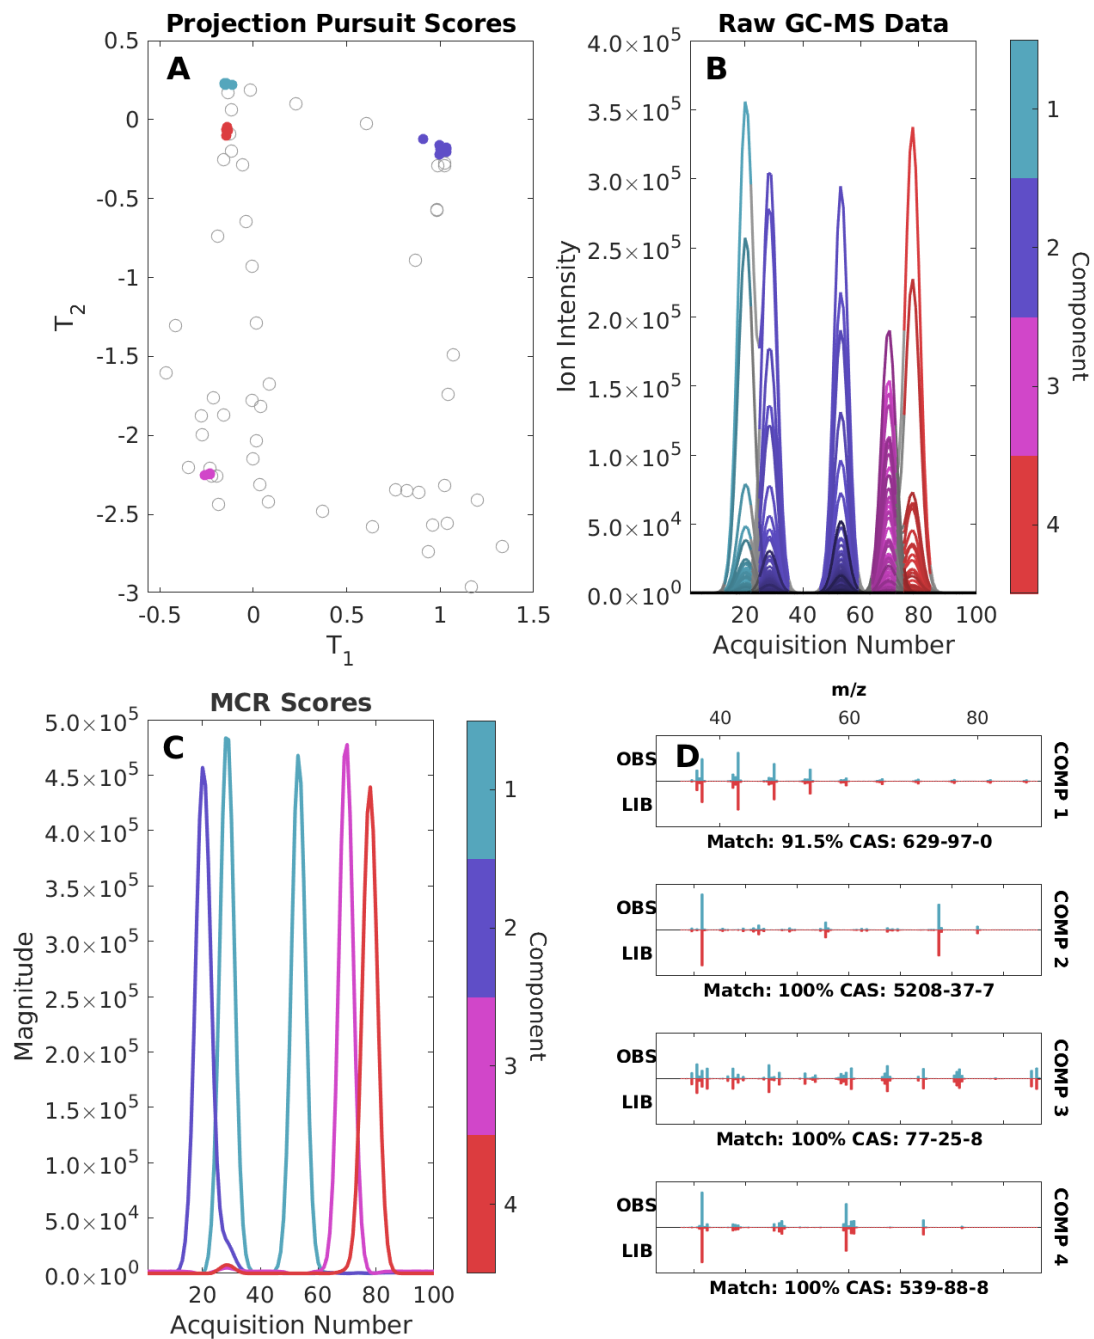 Projection Pursuit Scores
A
0.5
0
-0.5
-1
-1.5
-2
-2.5
-3
T2
-0.5 0 0.5 1 1.5
T1
Raw GC-MS Data
B
4.0×10^5
3.5×10^5
3.0×10^5
2.5×10^5
2.0×10^5
1.5×10^5
1.0×10^5
5.0×10^4
0.0×10^0
Ion Intensity
20 40 60 80 100
Acquisition Number
1
2
3
4
Component
MCR Scores
C
5.0×10^5
4.5×10^5
4.0×10^5
3.5×10^5
3.0×10^5
2.5×10^5
2.0×10^5
1.5×10^5
1.0×10^5
5.0×10^4
0.0×10^0
Magnitude
20 40 60 80 100
Acquisition Number
1
2
3
4
Component
m/z
40 60 80
D
OBS
LIB
COMP 1
Match: 91.5% CAS: 629-97-0
OBS
LIB
COMP 2
Match: 100% CAS: 5208-37-7
OBS
LIB
COMP 3
Match: 100% CAS: 77-25-8
OBS
LIB
COMP 4
Match: 100% CAS: 539-88-8